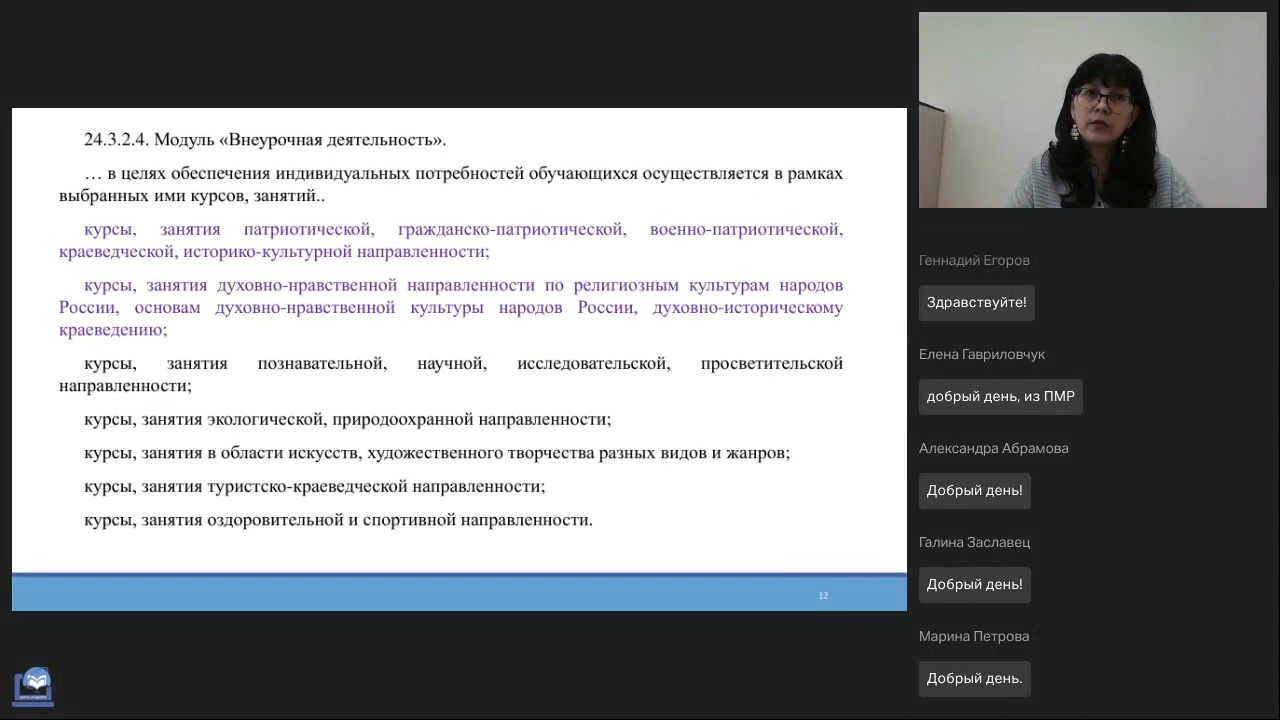 24.3.2.4. Модуль «Внеурочная деятельность».
… в целях обеспечения индивидуальных потребностей обучающихся осуществляется в рамках
выбранных ими курсов, занятий..
курсы, занятия патриотической, гражданско-патриотической, военно-патриотической,
краеведческой, историко-культурной направленности;
курсы, занятия духовно-нравственной направленности по религиозным культурам народов
России, основам духовно-нравственной культуры народов России, духовно-историческому
краеведению;
курсы, занятия познавательной, научной, исследовательской, просветительской
направленности;
курсы, занятия экологической, природоохранной направленности;
курсы, занятия в области искусств, художественного творчества разных видов и жанров;
курсы, занятия туристско-краеведческой направленности;
курсы, занятия оздоровительной и спортивной направленности.
12
Геннадий Егоров
Здравствуйте!
Елена Гавриловчук
добрый день, из ПМР
Александра Абрамова
Добрый день!
Галина Заславец
Добрый день!
Марина Петрова
Добрый день.